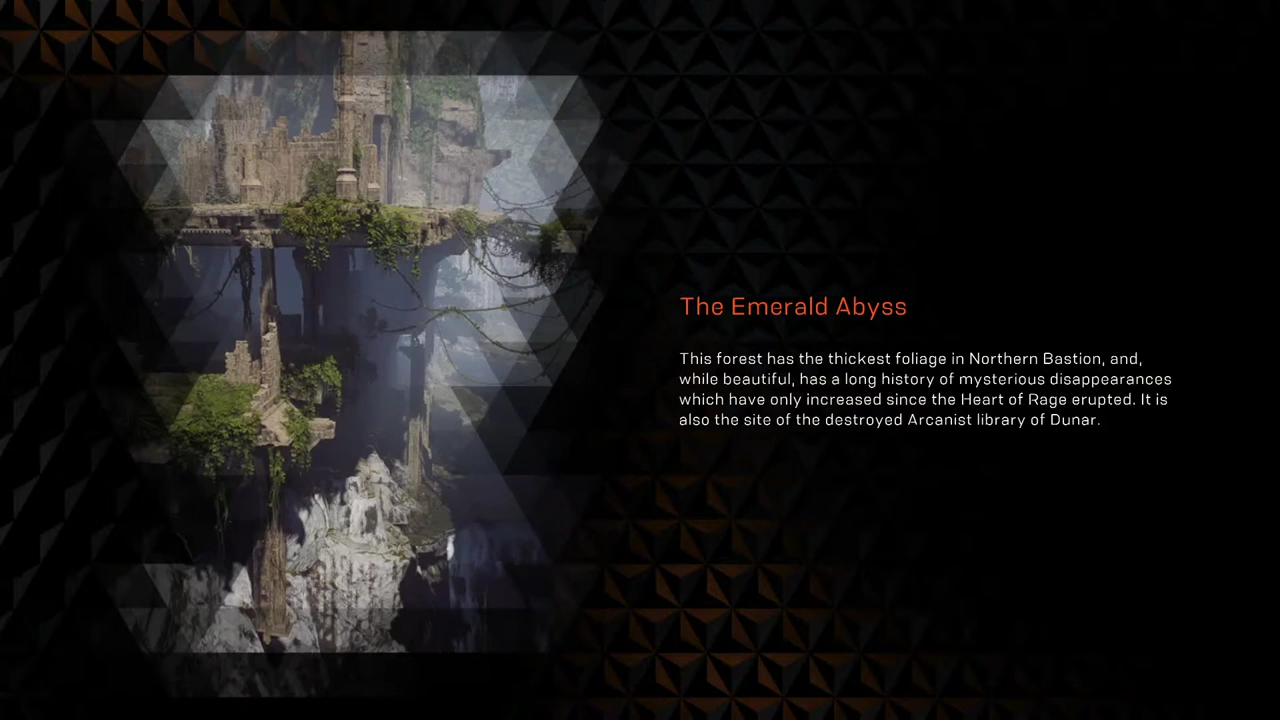 The Emerald Abyss
This forest has the thickest foliage in Northern Bastion, and,
while beautiful, has a long history of mysterious disappearances
which have only increased since the Heart of Rage erupted. It is
also the site of the destroyed Arcanist library of Dunar.